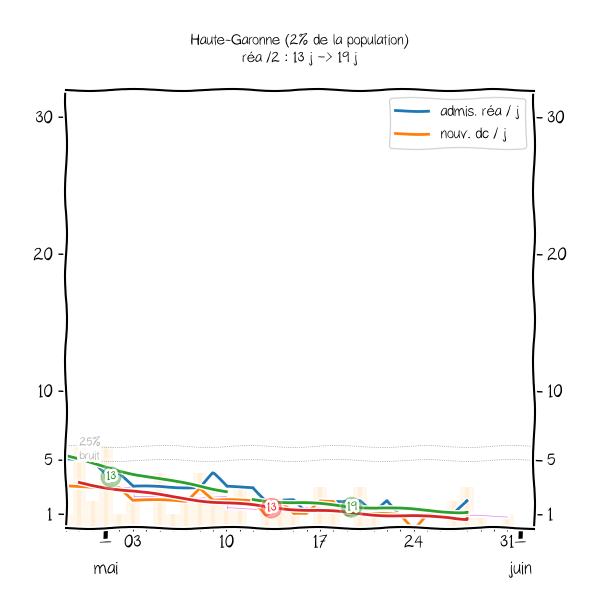 Haute-Garonne (2% de la population)
réa /2 : 13 j -> 19 j
admis. réa / j
nouv. dc / j
30
30
20
20
10
10
25%
bruit
5
5
13
13
19
1
1
03
10
17
24
31
mai
juin